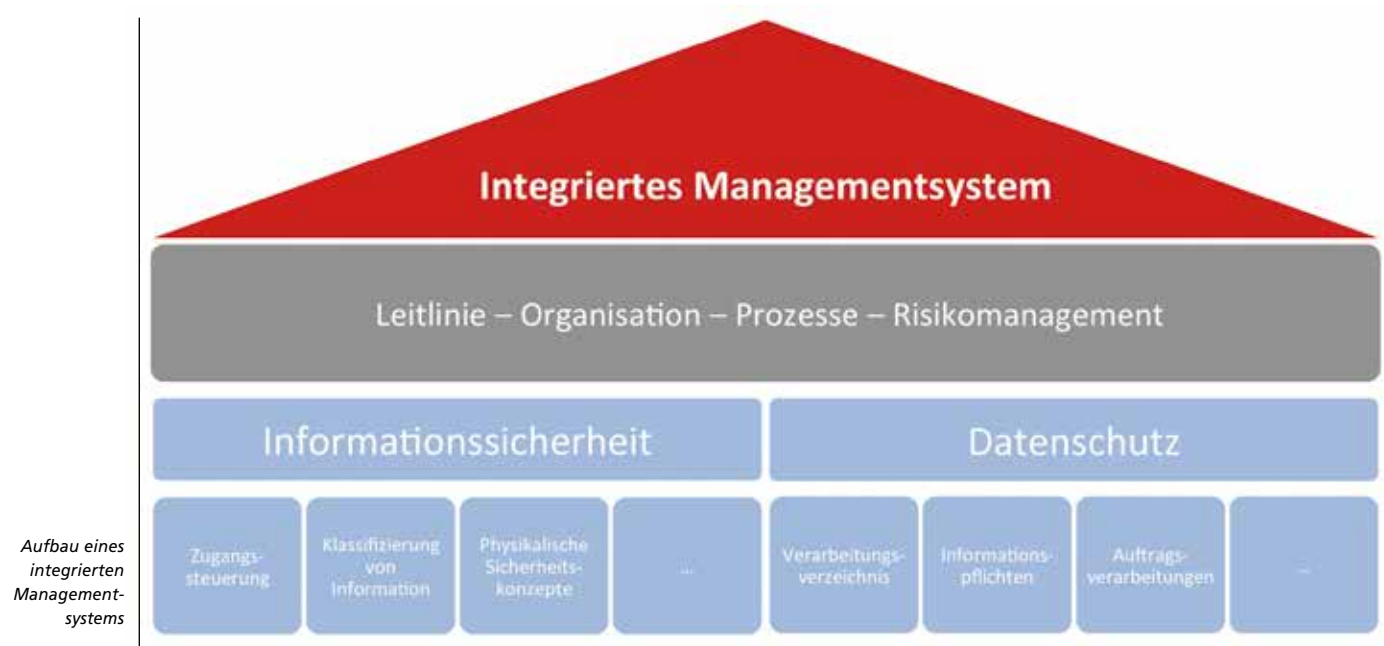 Integriertes Managementsystem
Leitlinie – Organisation – Prozesse – Risikomanagement
Informationssicherheit
Datenschutz
Zugangs-
steuerung
Klassifizierung
von
Information
Physikalische
Sicherheits-
konzepte
...
Verarbeitungs-
verzeichnis
Informations-
pflichten
Auftrags-
verarbeitungen
...
Aufbau eines
integrierten
Management-
systems